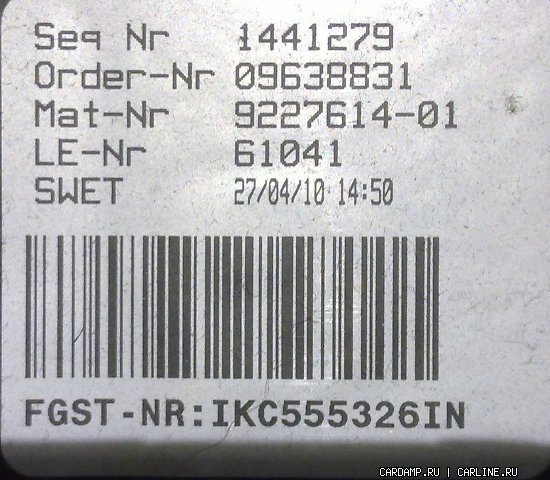 Seq Nr 1441279
Order-Nr 09638831
Mat-Nr 9227614-01
LE-Nr 61041
SWET 27/04/10 14:50
FGST-NR:IKC555326IN
CARDAMP.RU | CARLINE.RU